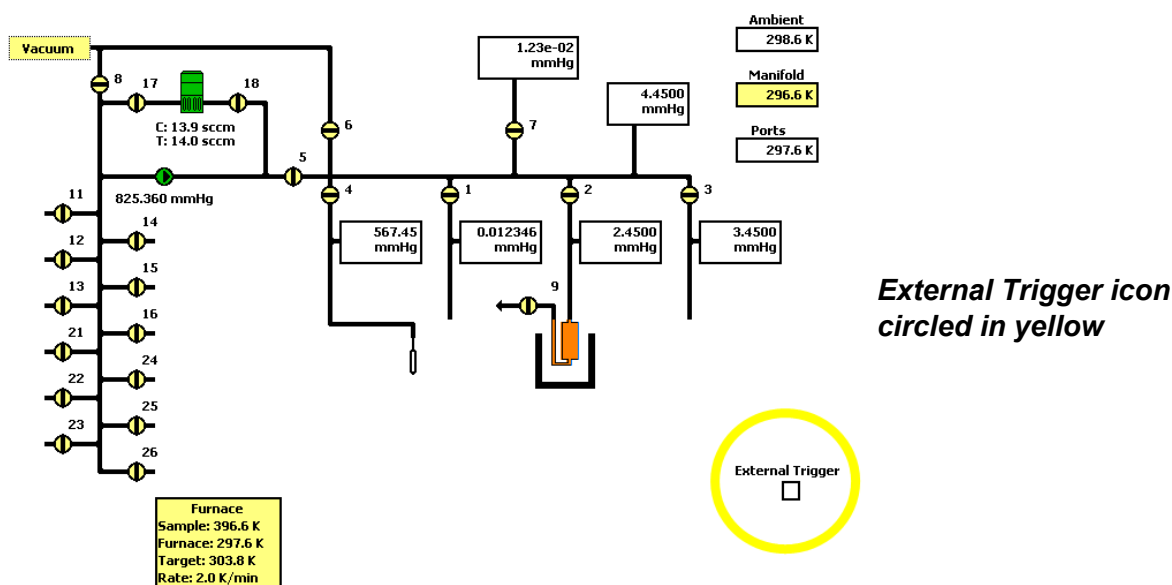 Vacuum
8
17
18
C: 13.9 sccm
T: 14.0 sccm
6
5
825.360 mmHg
1.23e-02
mmHg
7
4.4500
mmHg
Ambient
298.6 K
Manifold
296.6 K
Ports
297.6 K
4
1
2
3
567.45
mmHg
0.012346
mmHg
2.4500
mmHg
3.4500
mmHg
9
11
14
12
15
13
16
21
24
22
25
23
26
External Trigger icon
circled in yellow
External Trigger
Furnace
Sample: 396.6 K
Furnace: 297.6 K
Target: 303.8 K
Rate: 2.0 K/min